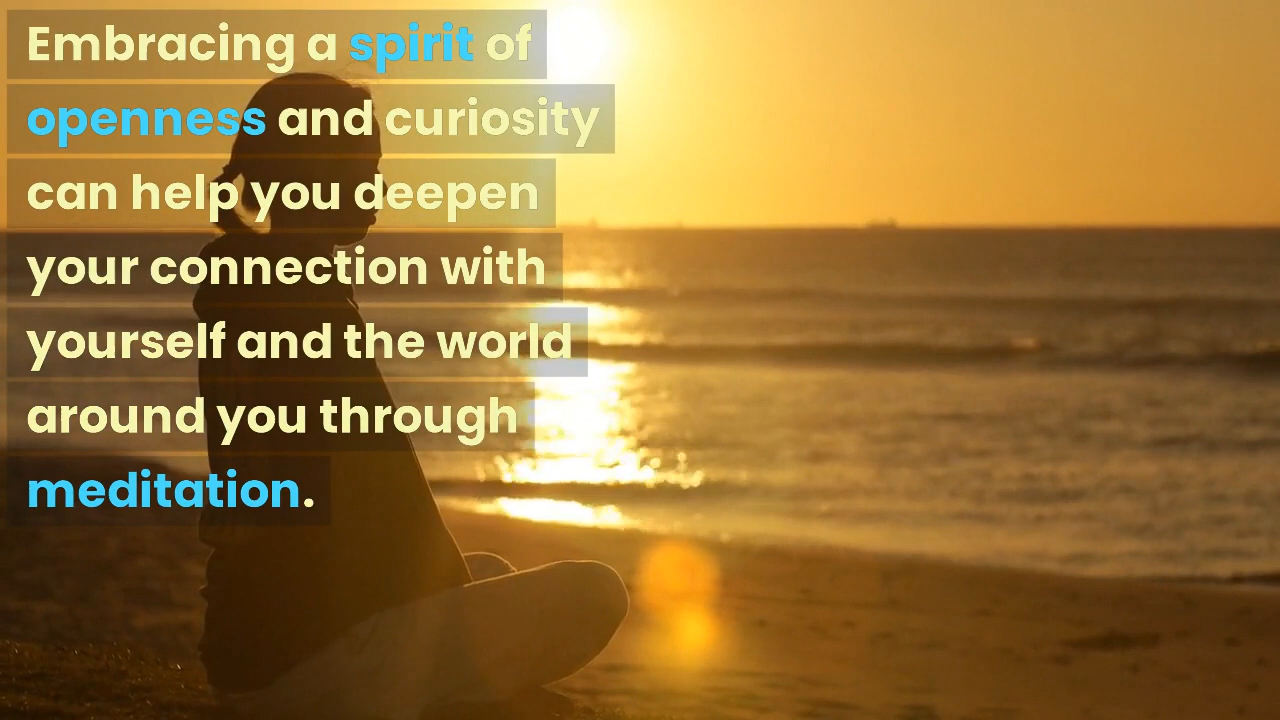 Embracing a spirit of
openness and curiosity
can help you deepen
your connection with
yourself and the world
around you through
meditation.